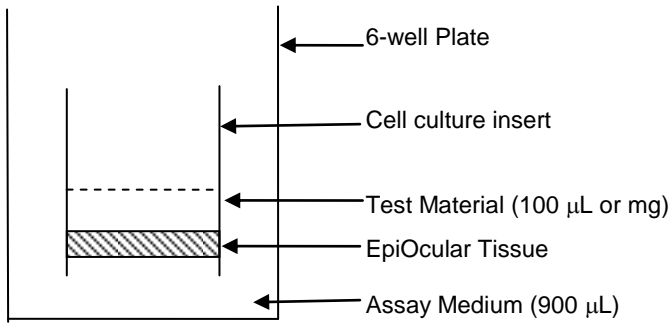 6-well Plate
Cell culture insert
Test Material (100 μL or mg)
EpiOcular Tissue
Assay Medium (900 μL)